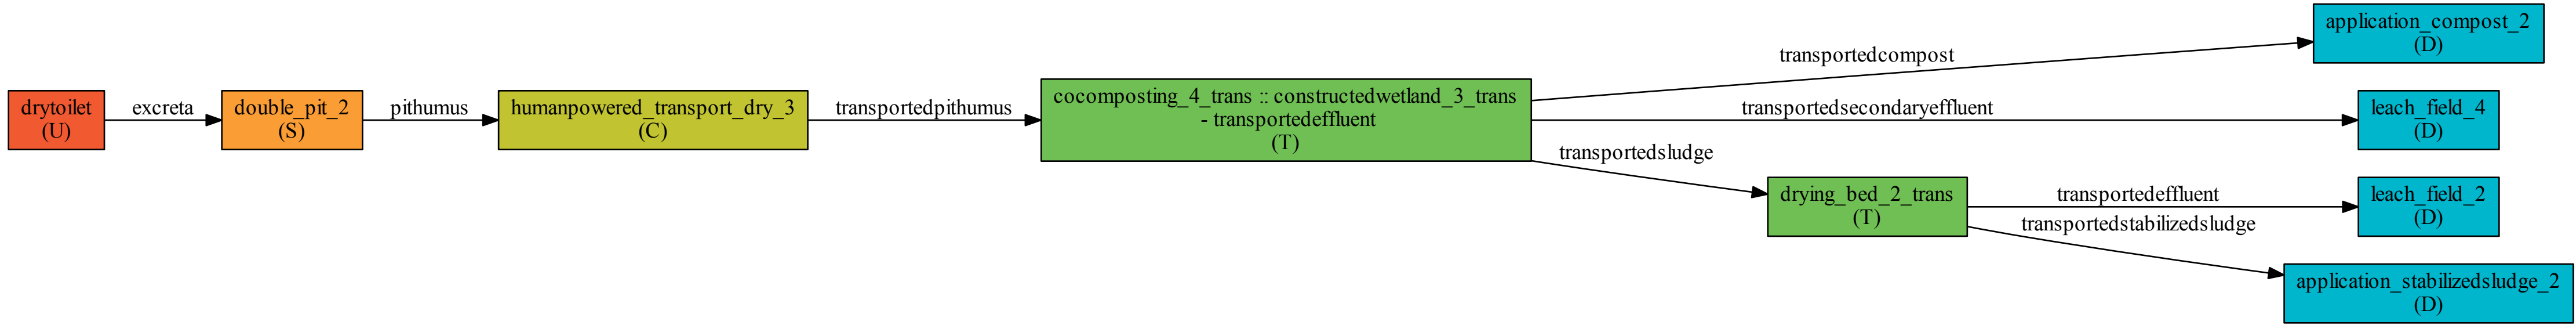 drytoilet
(U)
excreta
double_pit_2
(S)
pithumus
humanpowered_transport_dry_3
(C)
transportedpithumus
cocomposting_4_trans :: constructedwetland_3_trans
- transportedeffluent
(T)
transportedcompost
application_compost_2
(D)
transportedsecondaryeffluent
leach_field_4
(D)
transportedsludge
drying_bed_2_trans
(T)
transportedeffluent
leach_field_2
(D)
transportedstabilizedsludge
application_stabilizedsludge_2
(D)